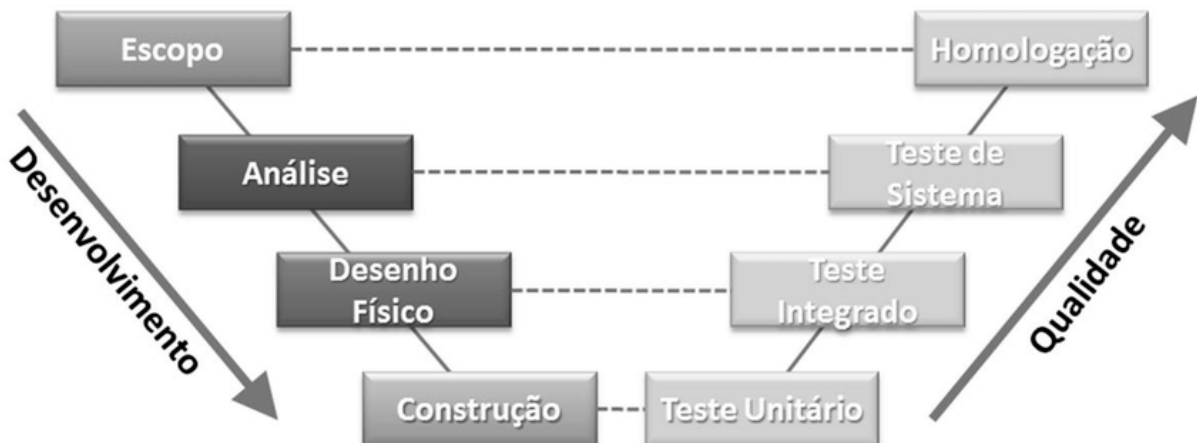 Escopo
Homologação
Análise
Teste de
Sistema
Desenvolvimento
Desenho
Físico
Teste
Integrado
Qualidade
Construção
Teste Unitário